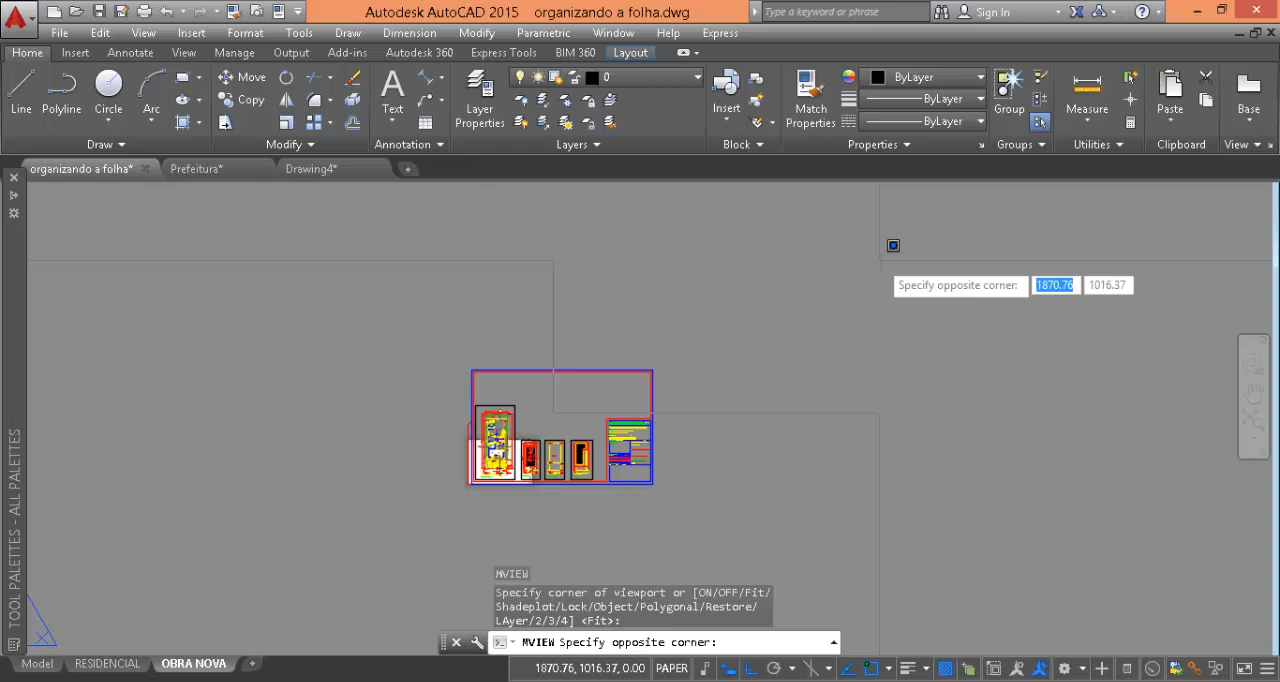 Autodesk AutoCAD 2015 organizando a folha.dwg
Type a keyword or phrase
Sign In
File Edit View Insert Format Tools Draw Dimension Modify Parametric Window Help Express
Home Insert Annotate View Manage Output Add-ins Autodesk 360 Express Tools BIM 360 Layout
Line Polyline Circle Arc
Move
Copy
Text
Layer
Properties
0
Insert
Match
Properties
ByLayer
ByLayer
ByLayer
Group
Measure
Paste
Base
Draw Modify Annotation Layers Block Properties Groups Utilities Clipboard View
organizando a folha* Prefeitura* Drawing4*
Specify opposite corner: 1870.76 1016.37
TOOL PALETTES - ALL PALETTES
MVIEW
Specify corner of viewport or [ON/OFF/Fit/
Shadeplot/Lock/Object/Polygonal/Restore/
LAyer/2/3/4] <Fit>:
MVIEW Specify opposite corner:
Model RESIDENCIAL OBRA NOVA
1870.76, 1016.37, 0.00 PAPER